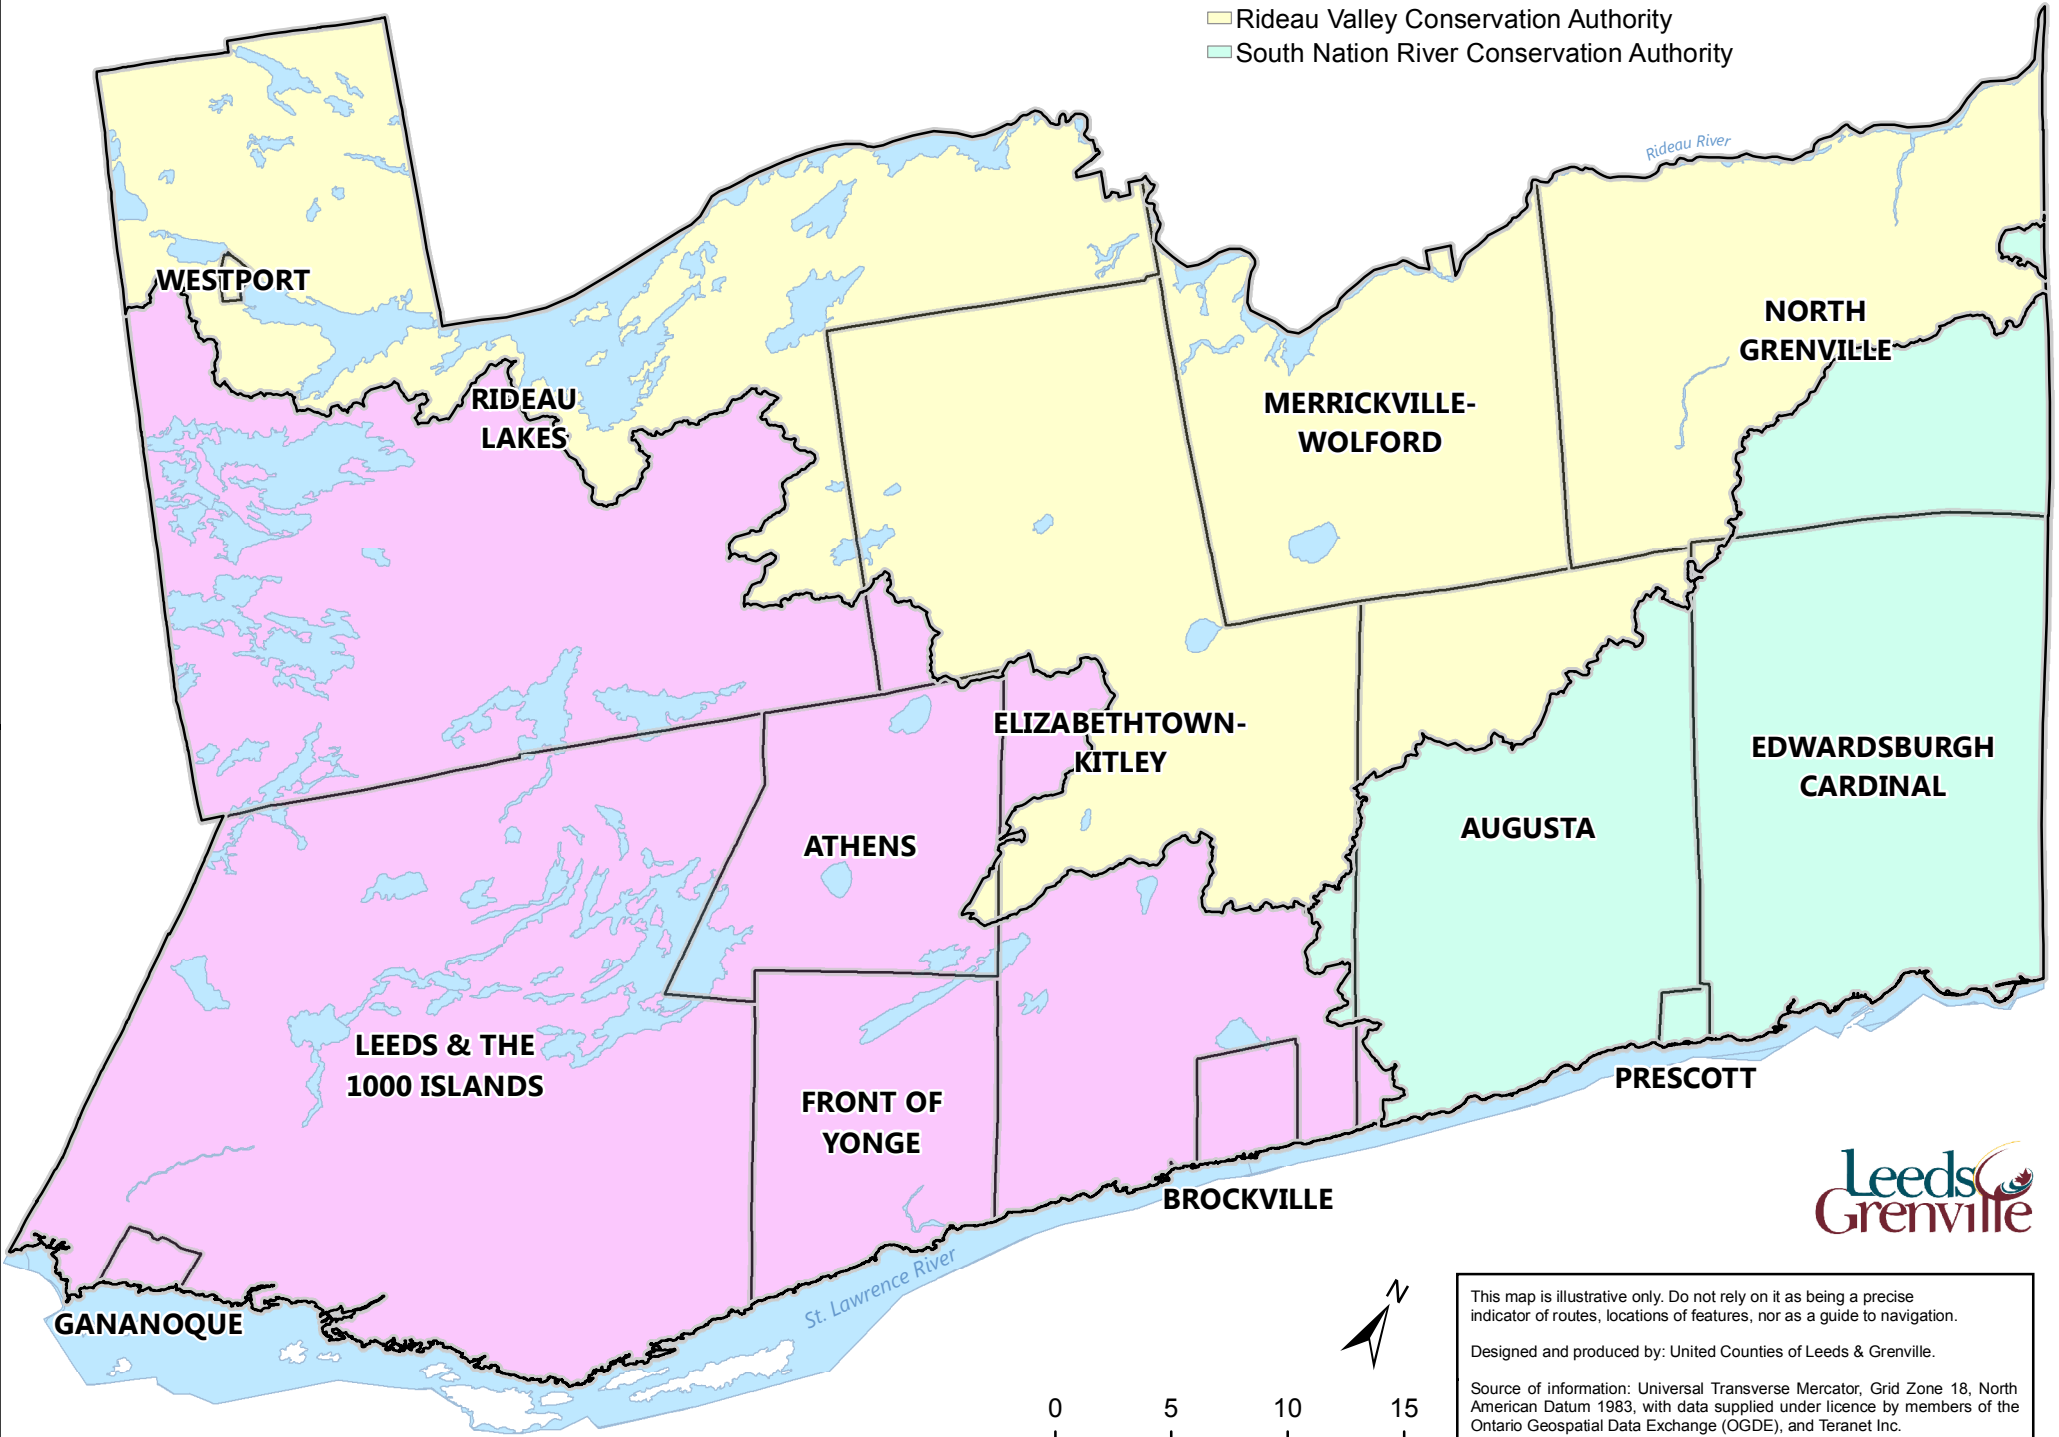 Rideau Valley Conservation Authority
South Nation River Conservation Authority
Rideau River
WESTPORT
NORTH
GRENVILLE
RIDEAU
LAKES
MERRICKVILLE-
WOLFORD
ELIZABETHTOWN-
KITLEY
EDWARDSBURGH
CARDINAL
AUGUSTA
ATHENS
LEEDS & THE
1000 ISLANDS
FRONT OF
YONGE
PRESCOTT
BROCKVILLE
GANANOQUE
St. Lawrence River
Leeds
Grenville
N
This map is illustrative only. Do not rely on it as being a precise
indicator of routes, locations of features, nor as a guide to navigation.
Designed and produced by: United Counties of Leeds & Grenville.
Source of information: Universal Transverse Mercator, Grid Zone 18, North
American Datum 1983, with data supplied under licence by members of the
Ontario Geospatial Data Exchange (OGDE), and Teranet Inc.
0 5 10 15